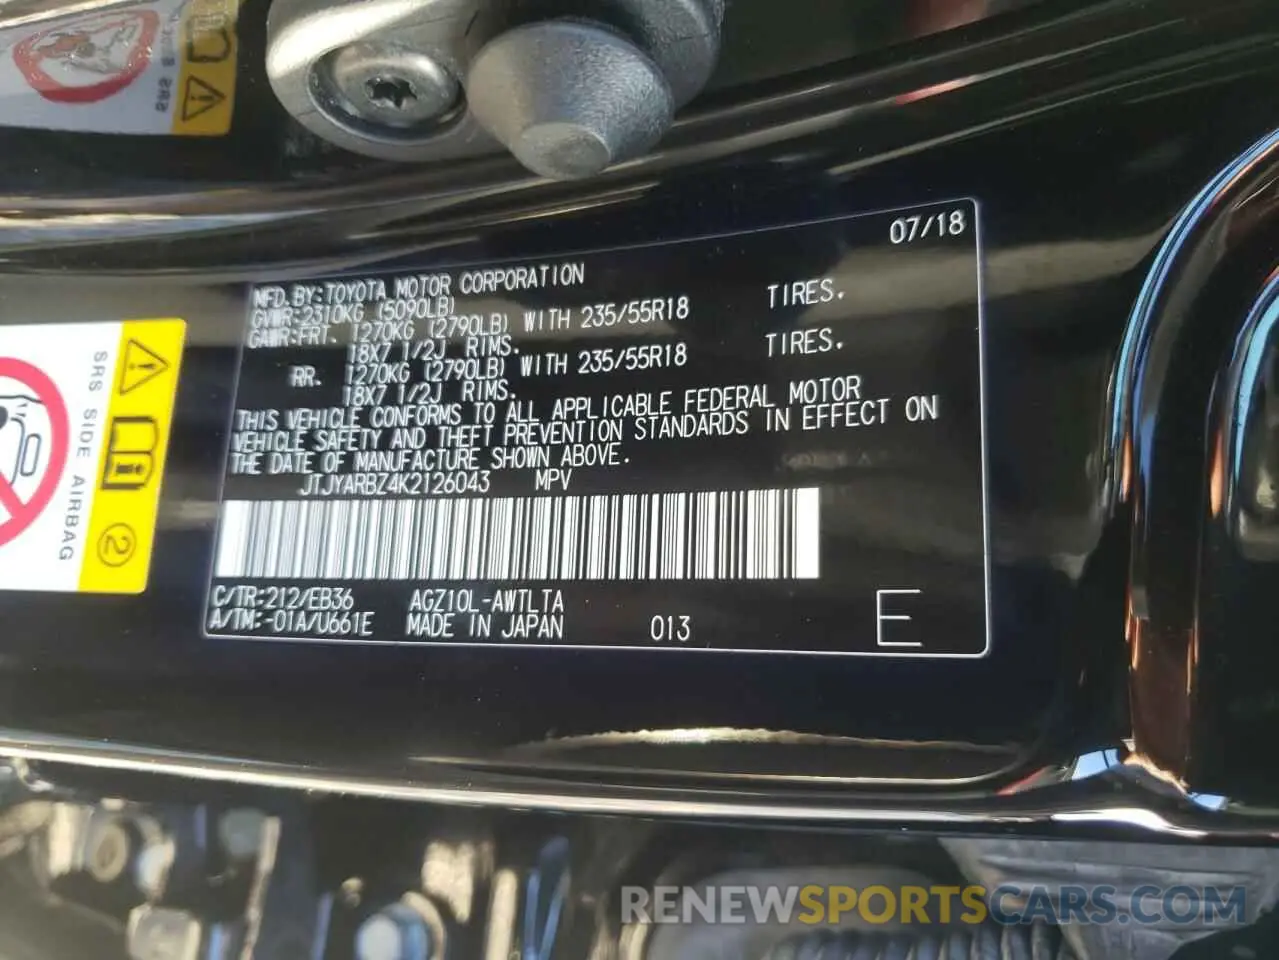 07/18
MFD.BY:TOYOTA MOTOR CORPORATION
GVWR:2310KG (5090LB)
GAWR:FRT. 1270KG (2790LB) WITH 235/55R18 TIRES.
18X7 1/2J RIMS.
RR. 1270KG (2790LB) WITH 235/55R18 TIRES.
18X7 1/2J RIMS.
THIS VEHICLE CONFORMS TO ALL APPLICABLE FEDERAL MOTOR
VEHICLE SAFETY AND THEFT PREVENTION STANDARDS IN EFFECT ON
THE DATE OF MANUFACTURE SHOWN ABOVE.
JTJYARBZ4K2126043 MPV
C/TR:212/EB36 AGZ10L-AWTLTA
A/TM:-01A/U661E MADE IN JAPAN 013 E
SRS SIDE AIRBAG
2
RENEWSPORTSCARS.COM